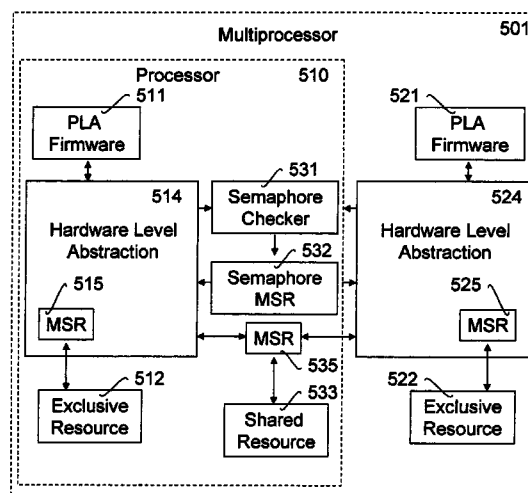 Multiprocessor
501
Processor
510
511
PLA
Firmware
521
PLA
Firmware
531
Semaphore
Checker
514
Hardware Level
Abstraction
524
Hardware Level
Abstraction
532
Semaphore
MSR
515
MSR
525
MSR
MSR
535
512
Exclusive
Resource
533
Shared
Resource
522
Exclusive
Resource